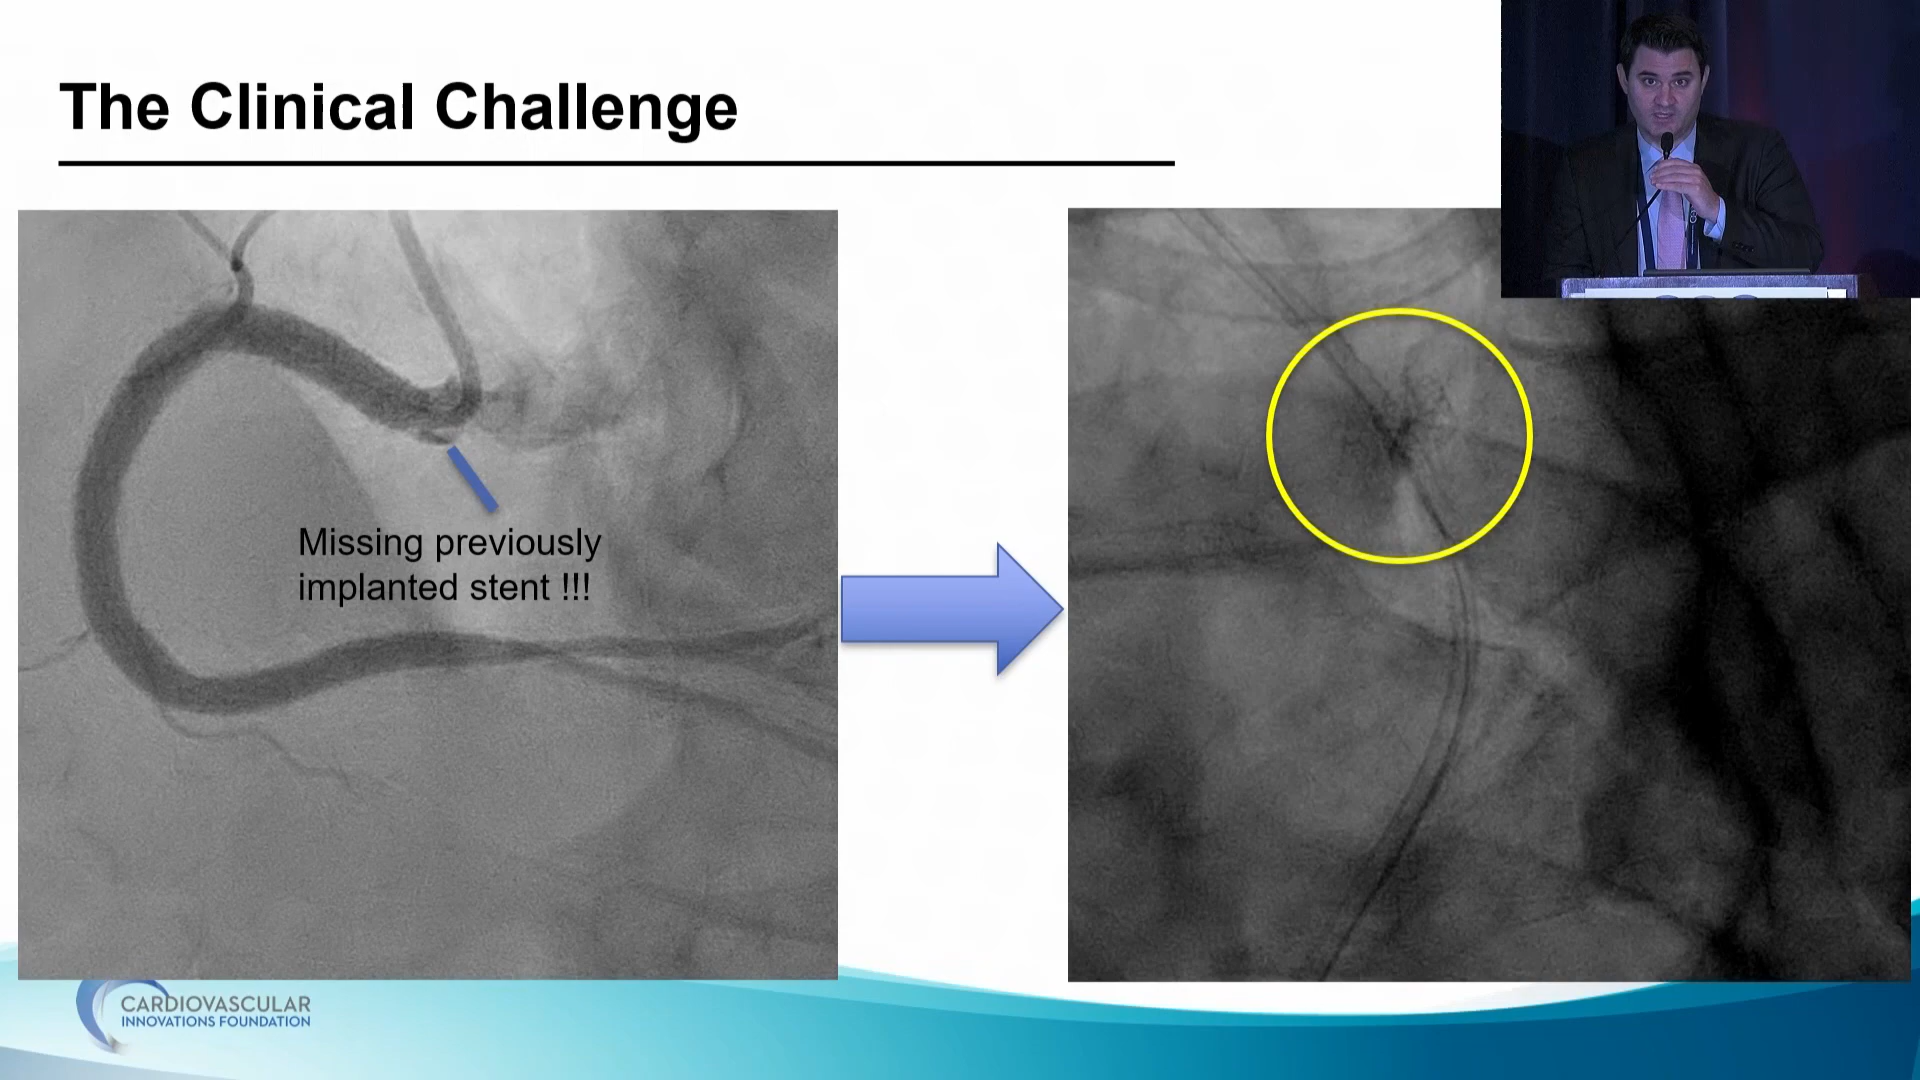 The Clinical Challenge
Missing previously
implanted stent !!!
CARDIOVASCULAR
INNOVATIONS FOUNDATION